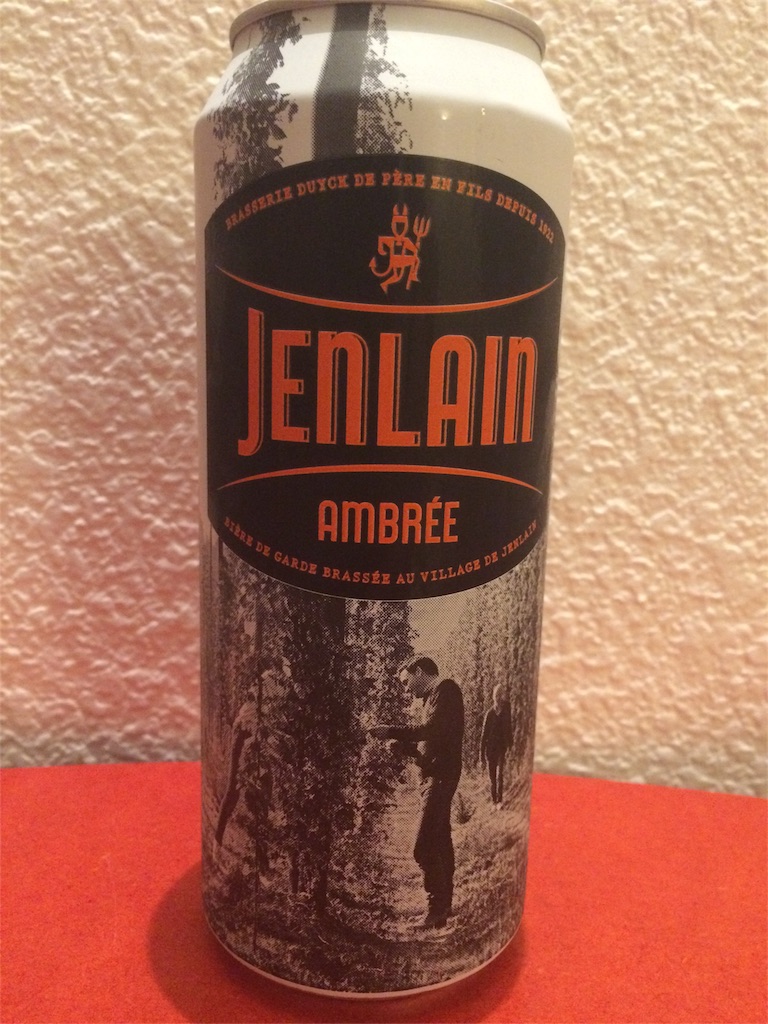 BRASSERIE DUYCK DE PÈRE EN FILS DEPUIS 1922
JENLAIN
AMBRÉE
BIÈRE DE GARDE BRASSÉE AU VILLAGE DE JENLAIN